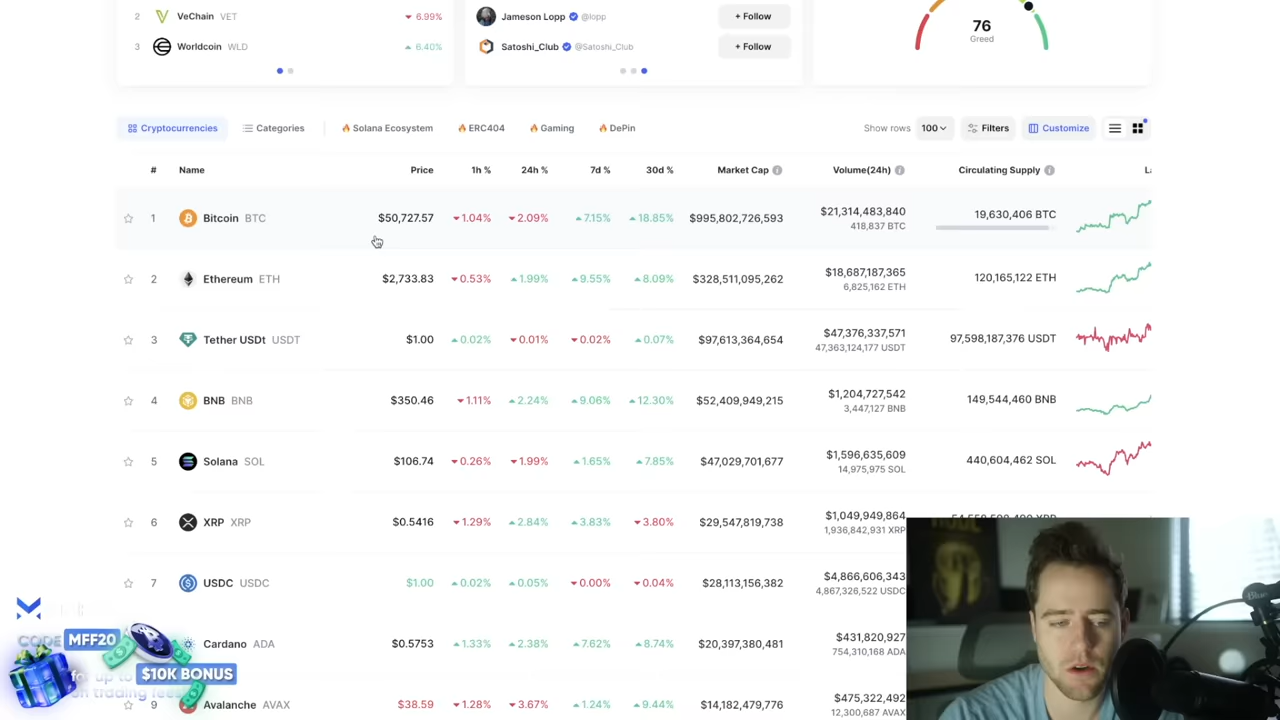 2 VeChain VET 6.99%
3 Worldcoin WLD 6.40%
Jameson Lopp @lopp + Follow
Satoshi_Club @Satoshi_Club + Follow
76
Greed
Cryptocurrencies Categories Solana Ecosystem ERC404 Gaming DePin Show rows 100 Filters Customize
# Name Price 1h % 24h % 7d % 30d % Market Cap Volume(24h) Circulating Supply
1 Bitcoin BTC $50,727.57 1.04% 2.09% 7.15% 18.85% $995,802,726,593 $21,314,483,840 19,630,406 BTC
418,837 BTC
2 Ethereum ETH $2,733.83 0.53% 1.99% 9.55% 8.09% $328,511,095,262 $18,687,187,365 120,165,122 ETH
6,825,162 ETH
3 Tether USDt USDT $1.00 0.02% 0.01% 0.02% 0.07% $97,613,364,654 $47,376,337,571 97,598,187,376 USDT
47,363,124,177 USDT
4 BNB BNB $350.46 1.11% 2.24% 9.06% 12.30% $52,409,949,215 $1,204,727,542 149,544,460 BNB
3,447,127 BNB
5 Solana SOL $106.74 0.26% 1.99% 1.65% 7.85% $47,029,701,677 $1,596,635,609 440,604,462 SOL
14,975,975 SOL
6 XRP XRP $0.5416 1.29% 2.84% 3.83% 3.80% $29,547,819,738 $1,049,949,864
1,936,842,931 XRP
7 USDC USDC $1.00 0.02% 0.05% 0.00% 0.04% $28,113,156,382 $4,866,606,343
4,867,326,652 USDC
Cardano ADA $0.5753 1.33% 2.38% 7.62% 8.74% $20,397,380,481 $431,820,927
754,310,168 ADA
9 Avalanche AVAX $38.59 1.28% 3.67% 1.24% 9.44% $14,182,479,776 $475,322,492
12,300,687 AVAX
CODE MFF20
for up to $10K BONUS
on trading fees